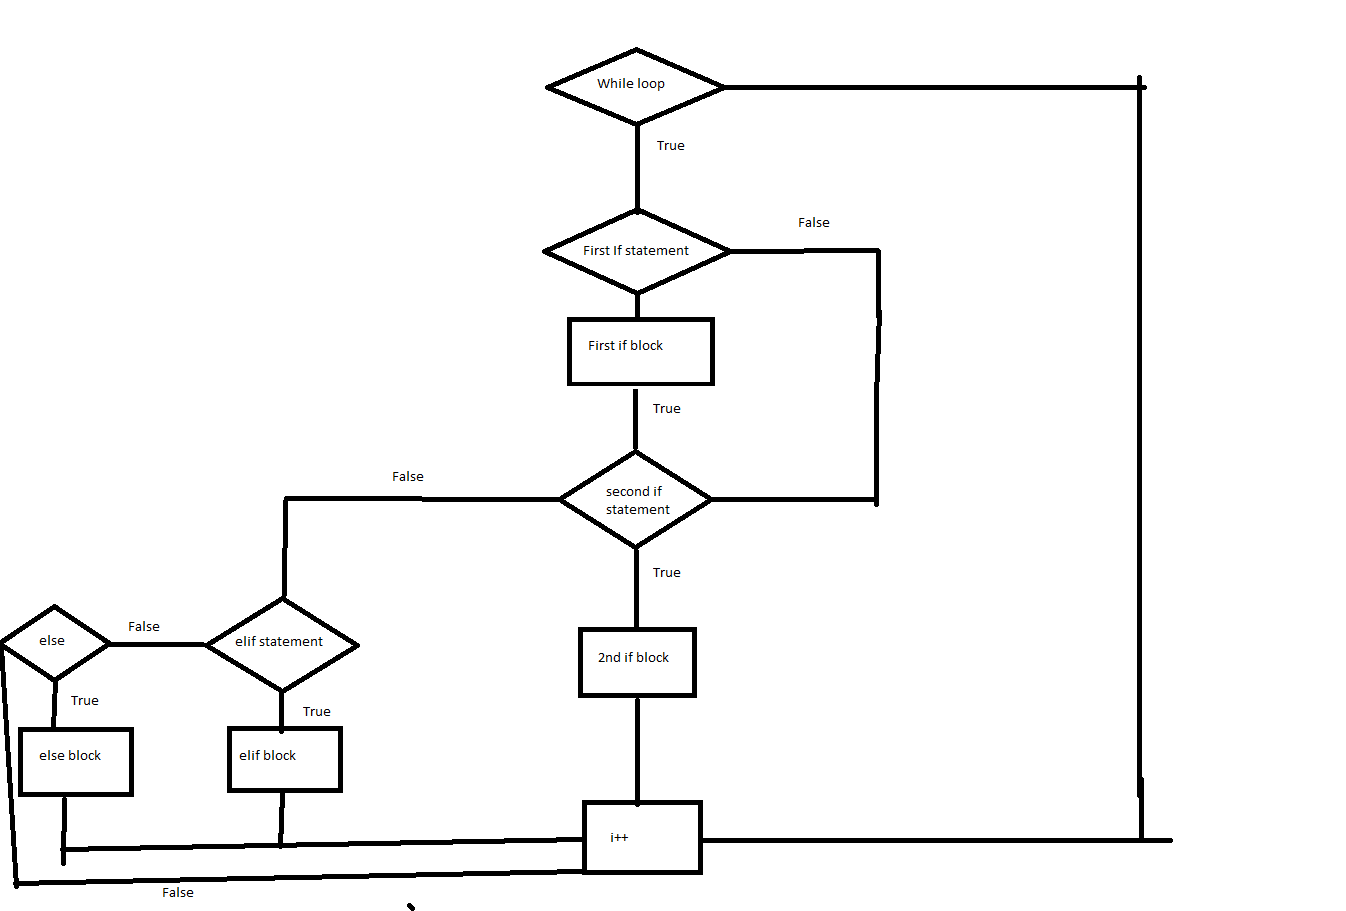 While loop
True
False
First If statement
First if block
True
False
second if
statement
True
False
else
elif statement
2nd if block
True
True
else block
elif block
i++
False